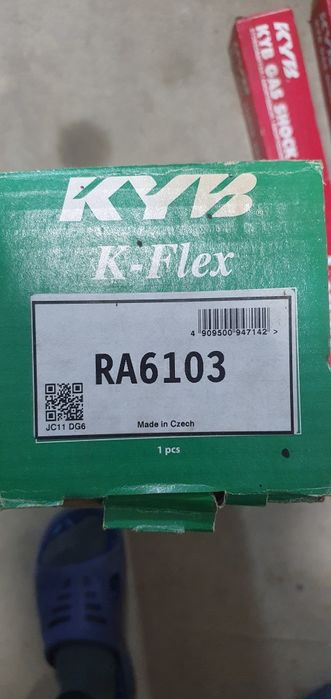 KYB
KYB GAS SHOCK
KYB
K-Flex
4 909500 947142 >
RA6103
JC11 DG6
Made in Czech
1 pcs